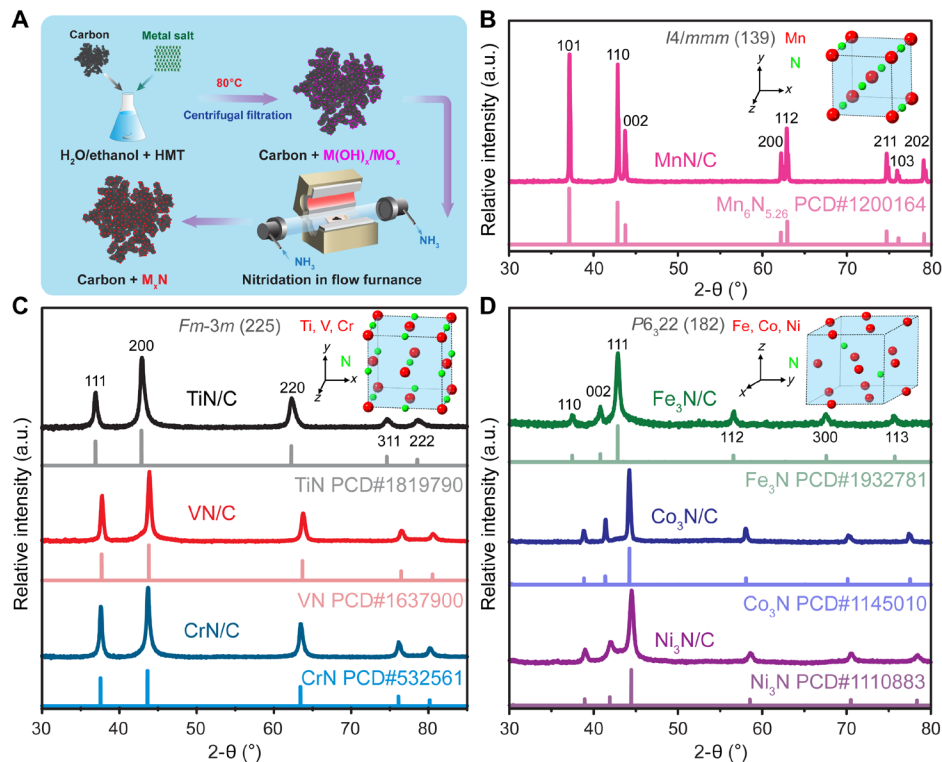 A
Carbon
Metal salt
80°C
Centrifugal filtration
H₂O/ethanol + HMT
Carbon + M(OH)ₓ/MOₓ
NH₃
NH₃
Carbon + MₓN
Nitridation in flow furnance
B
I4/mmm (139)
Mn
N
y
x
z
101
110
002
200
112
211
103
202
MnN/C
Mn₆N₅.₂₆ PCD#1200164
Relative intensity (a.u.)
30 40 50 60 70 80
2-θ (°)
C
Fm-3m (225)
Ti, V, Cr
N
y
x
z
111
200
220
311
222
TiN/C
TiN PCD#1819790
VN/C
VN PCD#1637900
CrN/C
CrN PCD#532561
Relative intensity (a.u.)
30 40 50 60 70 80
2-θ (°)
D
P6₃22 (182)
Fe, Co, Ni
N
z
x
y
110
002
111
112
300
113
Fe₃N/C
Fe₃N PCD#1932781
Co₃N/C
Co₃N PCD#1145010
Ni₃N/C
Ni₃N PCD#1110883
Relative intensity (a.u.)
30 40 50 60 70 80
2-θ (°)